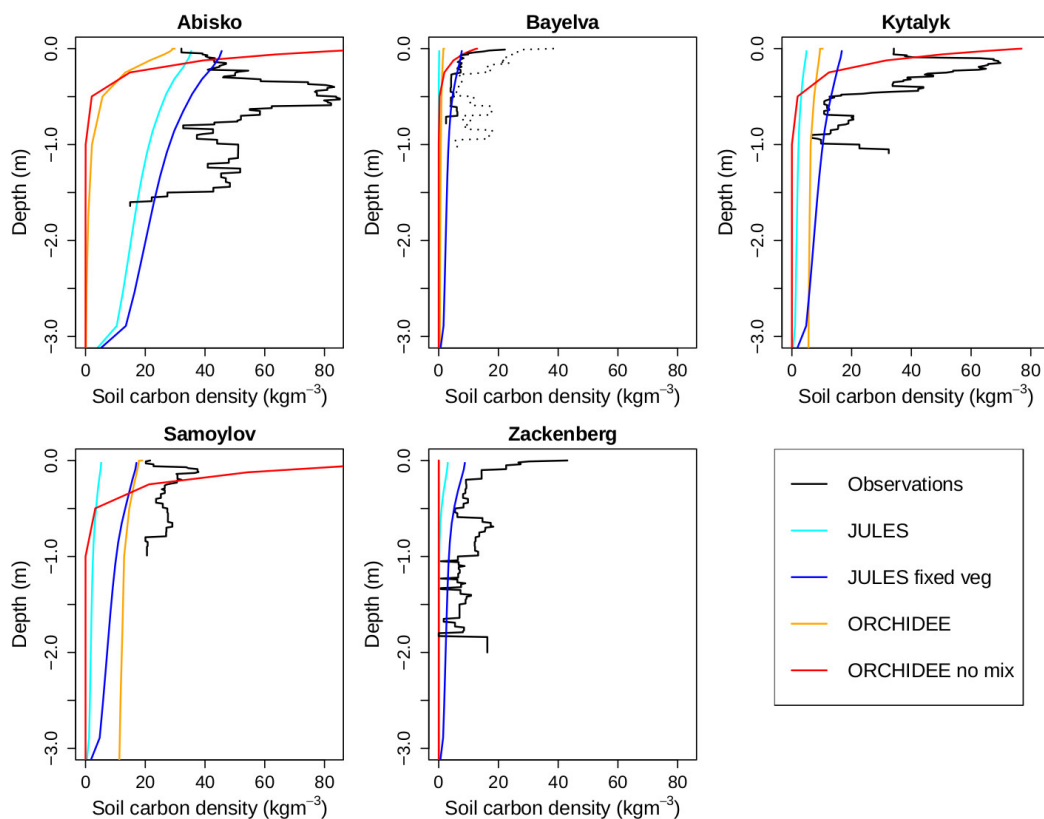 Abisko
0.0
−1.0
−2.0
−3.0
Depth (m)
0 20 40 60 80
Soil carbon density (kgm⁻³)
Bayelva
0.0
−1.0
−2.0
−3.0
Depth (m)
0 20 40 60 80
Soil carbon density (kgm⁻³)
Kytalyk
0.0
−1.0
−2.0
−3.0
Depth (m)
0 20 40 60 80
Soil carbon density (kgm⁻³)
Samoylov
0.0
−1.0
−2.0
−3.0
Depth (m)
0 20 40 60 80
Soil carbon density (kgm⁻³)
Zackenberg
0.0
−1.0
−2.0
−3.0
Depth (m)
0 20 40 60 80
Soil carbon density (kgm⁻³)
Observations
JULES
JULES fixed veg
ORCHIDEE
ORCHIDEE no mix